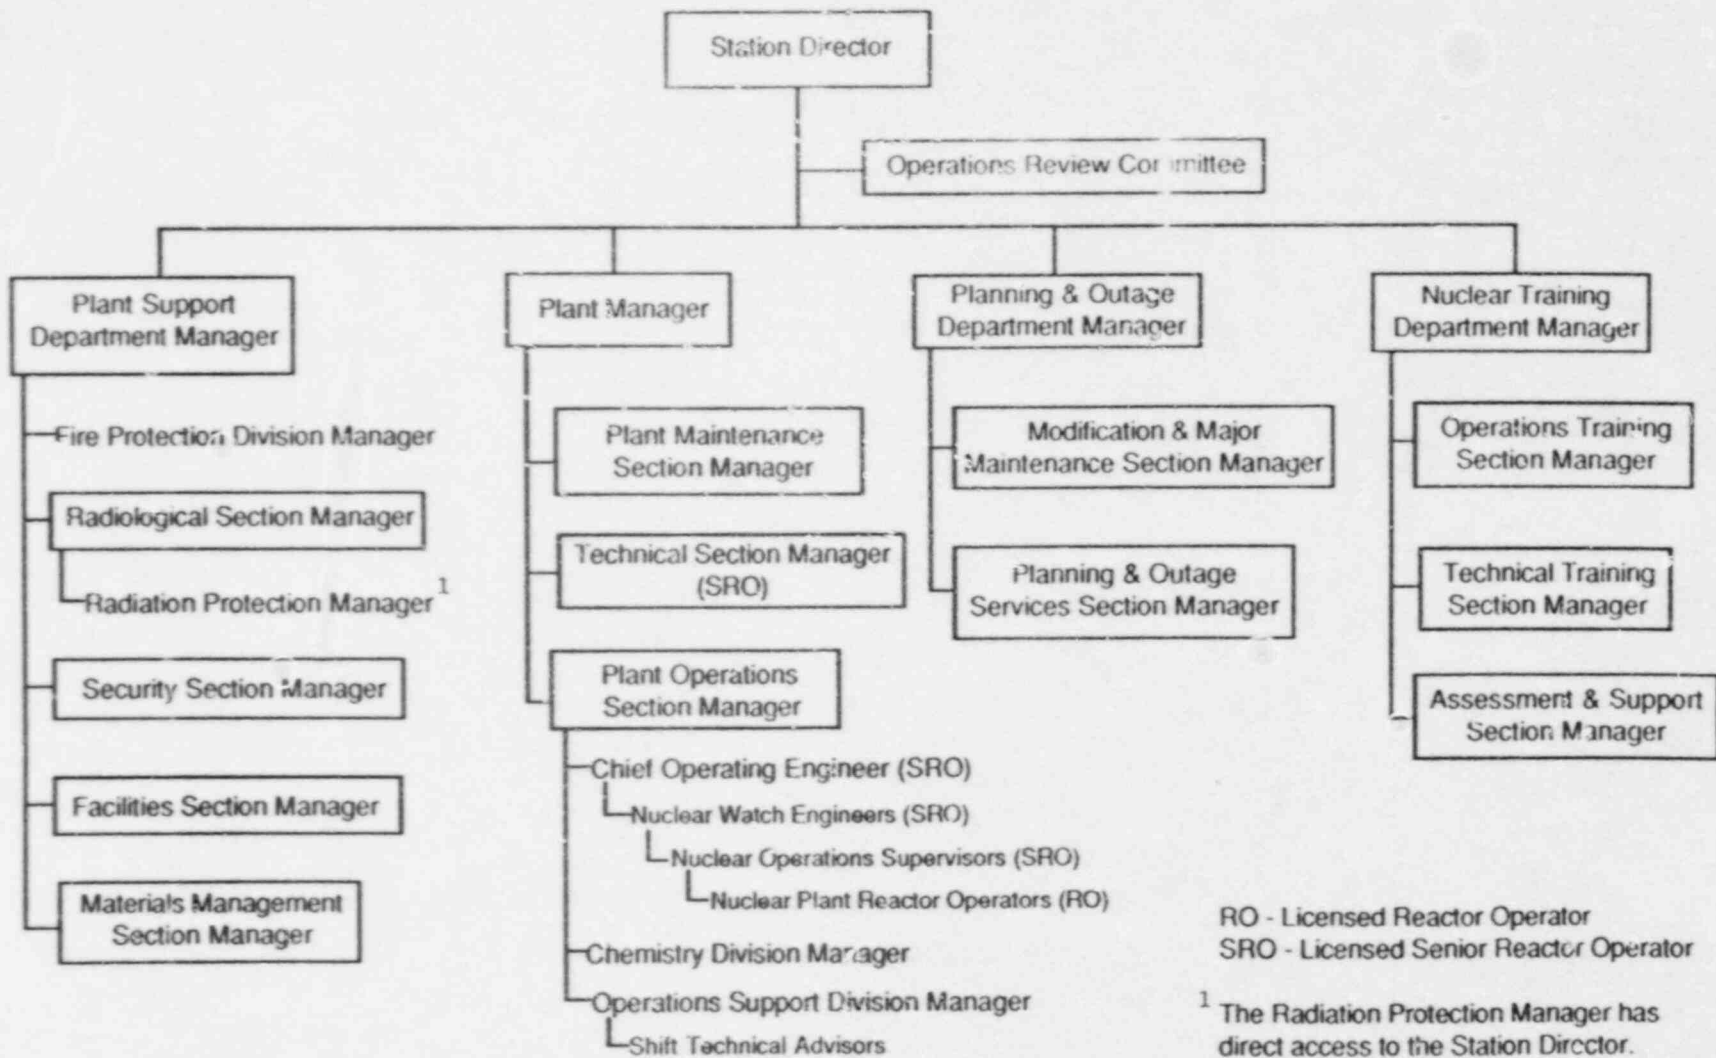 Station Director
Operations Review Committee
Plant Support
Department Manager
Fire Protection Division Manager
Radiological Section Manager
Radiation Protection Manager 1
Security Section Manager
Facilities Section Manager
Materials Management
Section Manager
Plant Manager
Plant Maintenance
Section Manager
Technical Section Manager
(SRO)
Plant Operations
Section Manager
Chief Operating Engineer (SRO)
Nuclear Watch Engineers (SRO)
Nuclear Operations Supervisors (SRO)
Nuclear Plant Reactor Operators (RO)
Chemistry Division Manager
Operations Support Division Manager
Shift Technical Advisors
Planning & Outage
Department Manager
Modification & Major
Maintenance Section Manager
Planning & Outage
Services Section Manager
Nuclear Training
Department Manager
Operations Training
Section Manager
Technical Training
Section Manager
Assessment & Support
Section Manager
RO - Licensed Reactor Operator
SRO - Licensed Senior Reactor Operator
1 The Radiation Protection Manager has
direct access to the Station Director.